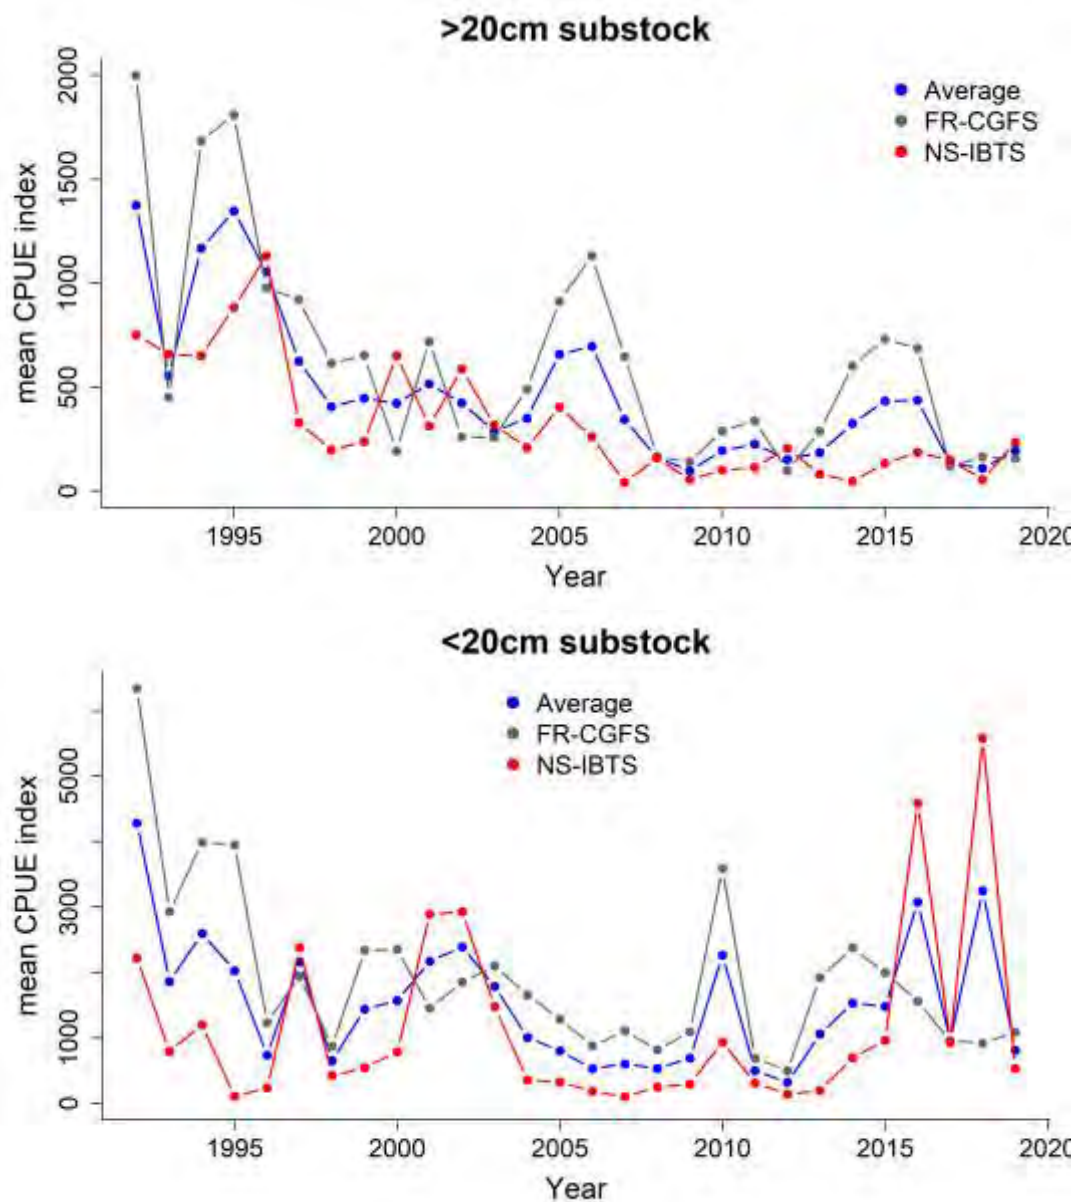 >20cm substock
2000
1500
1000
500
0
mean CPUE index
Average
FR-CGFS
NS-IBTS
1995 2000 2005 2010 2015 2020
Year
<20cm substock
5000
3000
1000
0
mean CPUE index
Average
FR-CGFS
NS-IBTS
1995 2000 2005 2010 2015 2020
Year